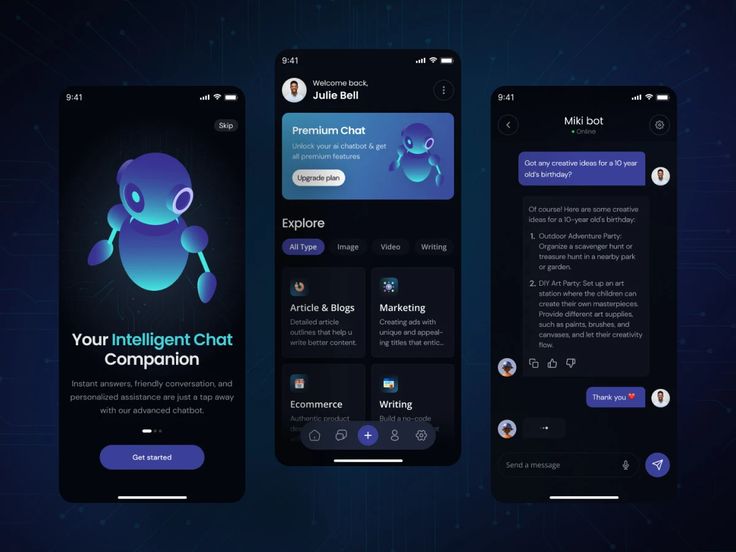 9:41
Skip
Your Intelligent Chat
Companion
Instant answers, friendly conversation, and
personalized assistance are just a tap away
with our advanced chatbot.
Get started
9:41
Welcome back,
Julie Bell
Premium Chat
Unlock your ai chatbot & get
all premium features
Upgrade plan
Explore
All Type
Image
Video
Writing
Article & Blogs
Detailed article
outlines that help u
write better content.
Marketing
Creating ads with
unique and appeal-
ing titles that entic...
Ecommerce
Authentic product
Writing
Build a no-code
9:41
Miki bot
Online
Got any creative ideas for a 10 year
old's birthday?
Of course! Here are some creative
ideas for a 10-year old's birthday:
1. Outdoor Adventure Party:
Organize a scavenger hunt or
treasure hunt in a nearby park
or garden.
2. DIY Art Party: Set up an art
station where the children can
create their own masterpieces.
Provide different art supplies,
such as paints, brushes, and
canvases, and let their creativity
flow.
Thank you ❤️
Send a message